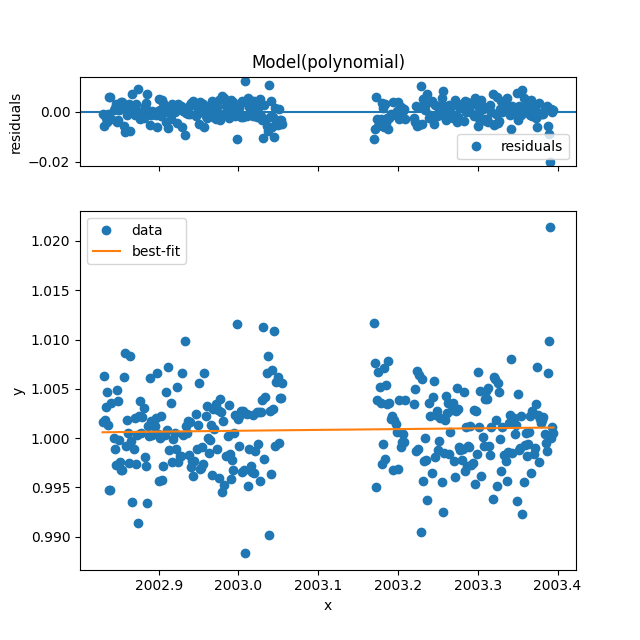 Model(polynomial)
residuals
0.00
−0.02
residuals
y
1.020
1.015
1.010
1.005
1.000
0.995
0.990
data
best-fit
2002.9
2003.0
2003.1
2003.2
2003.3
2003.4
x